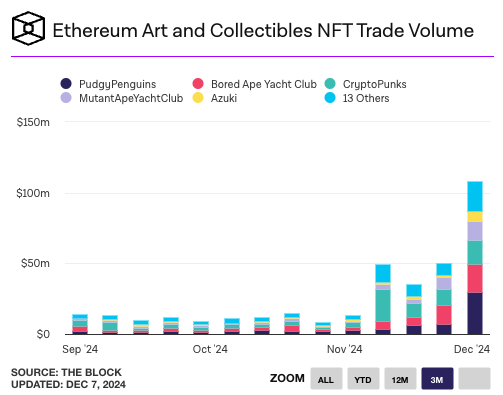 Ethereum Art and Collectibles NFT Trade Volume
PudgyPenguins Bored Ape Yacht Club CryptoPunks
MutantApeYachtClub Azuki 13 Others
$150m
$100m
$50m
$0
Sep '24 Oct '24 Nov '24 Dec '24
SOURCE: THE BLOCK
UPDATED: DEC 7, 2024
ZOOM ALL YTD 12M 3M